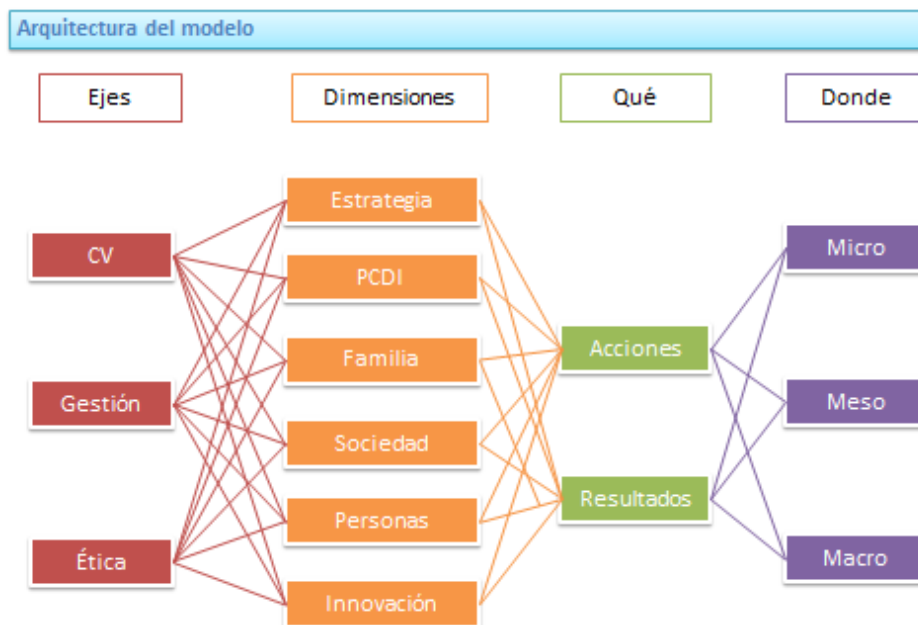 Arquitectura del modelo
Ejes
Dimensiones
Qué
Donde
Estrategia
PCDI
Familia
Sociedad
Personas
Innovación
CV
Gestión
Ética
Acciones
Resultados
Micro
Meso
Macro